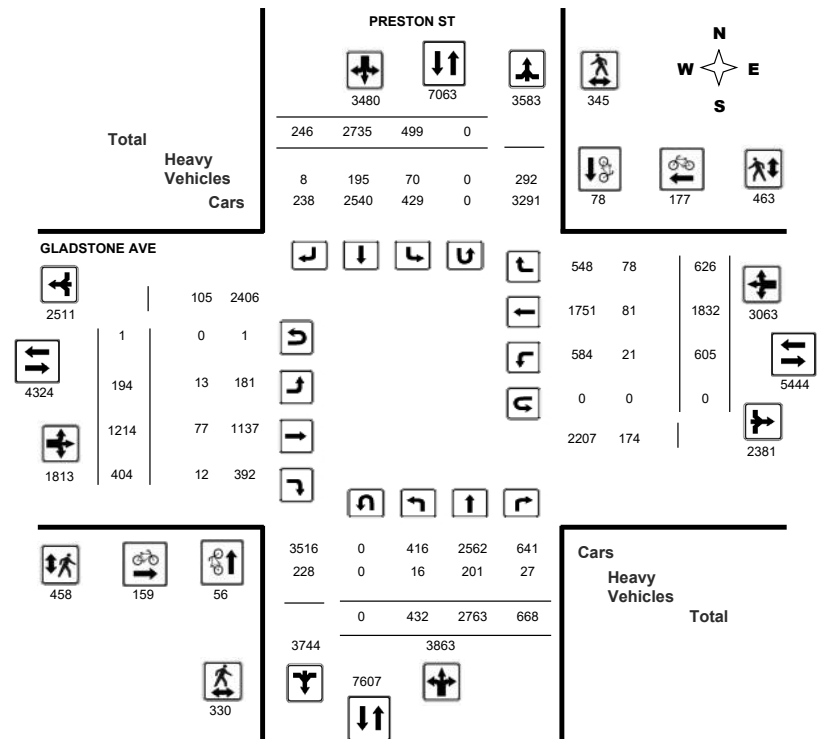 PRESTON ST
N
W E
S
3480 7063 3583 345
Total 246 2735 499 0
Heavy
Vehicles 8 195 70 0 292
Cars 238 2540 429 0 3291
78 177 463
GLADSTONE AVE
2511 105 2406
548 78 626
1 0 1
1751 81 1832 3063
4324 194 13 181
584 21 605 5444
1214 77 1137
0 0 0
1813 404 12 392
2207 174 2381
3516 0 416 2562 641
228 0 16 201 27
0 432 2763 668
3744 3863
7607
458 159 56
330
Cars
Heavy
Vehicles
Total